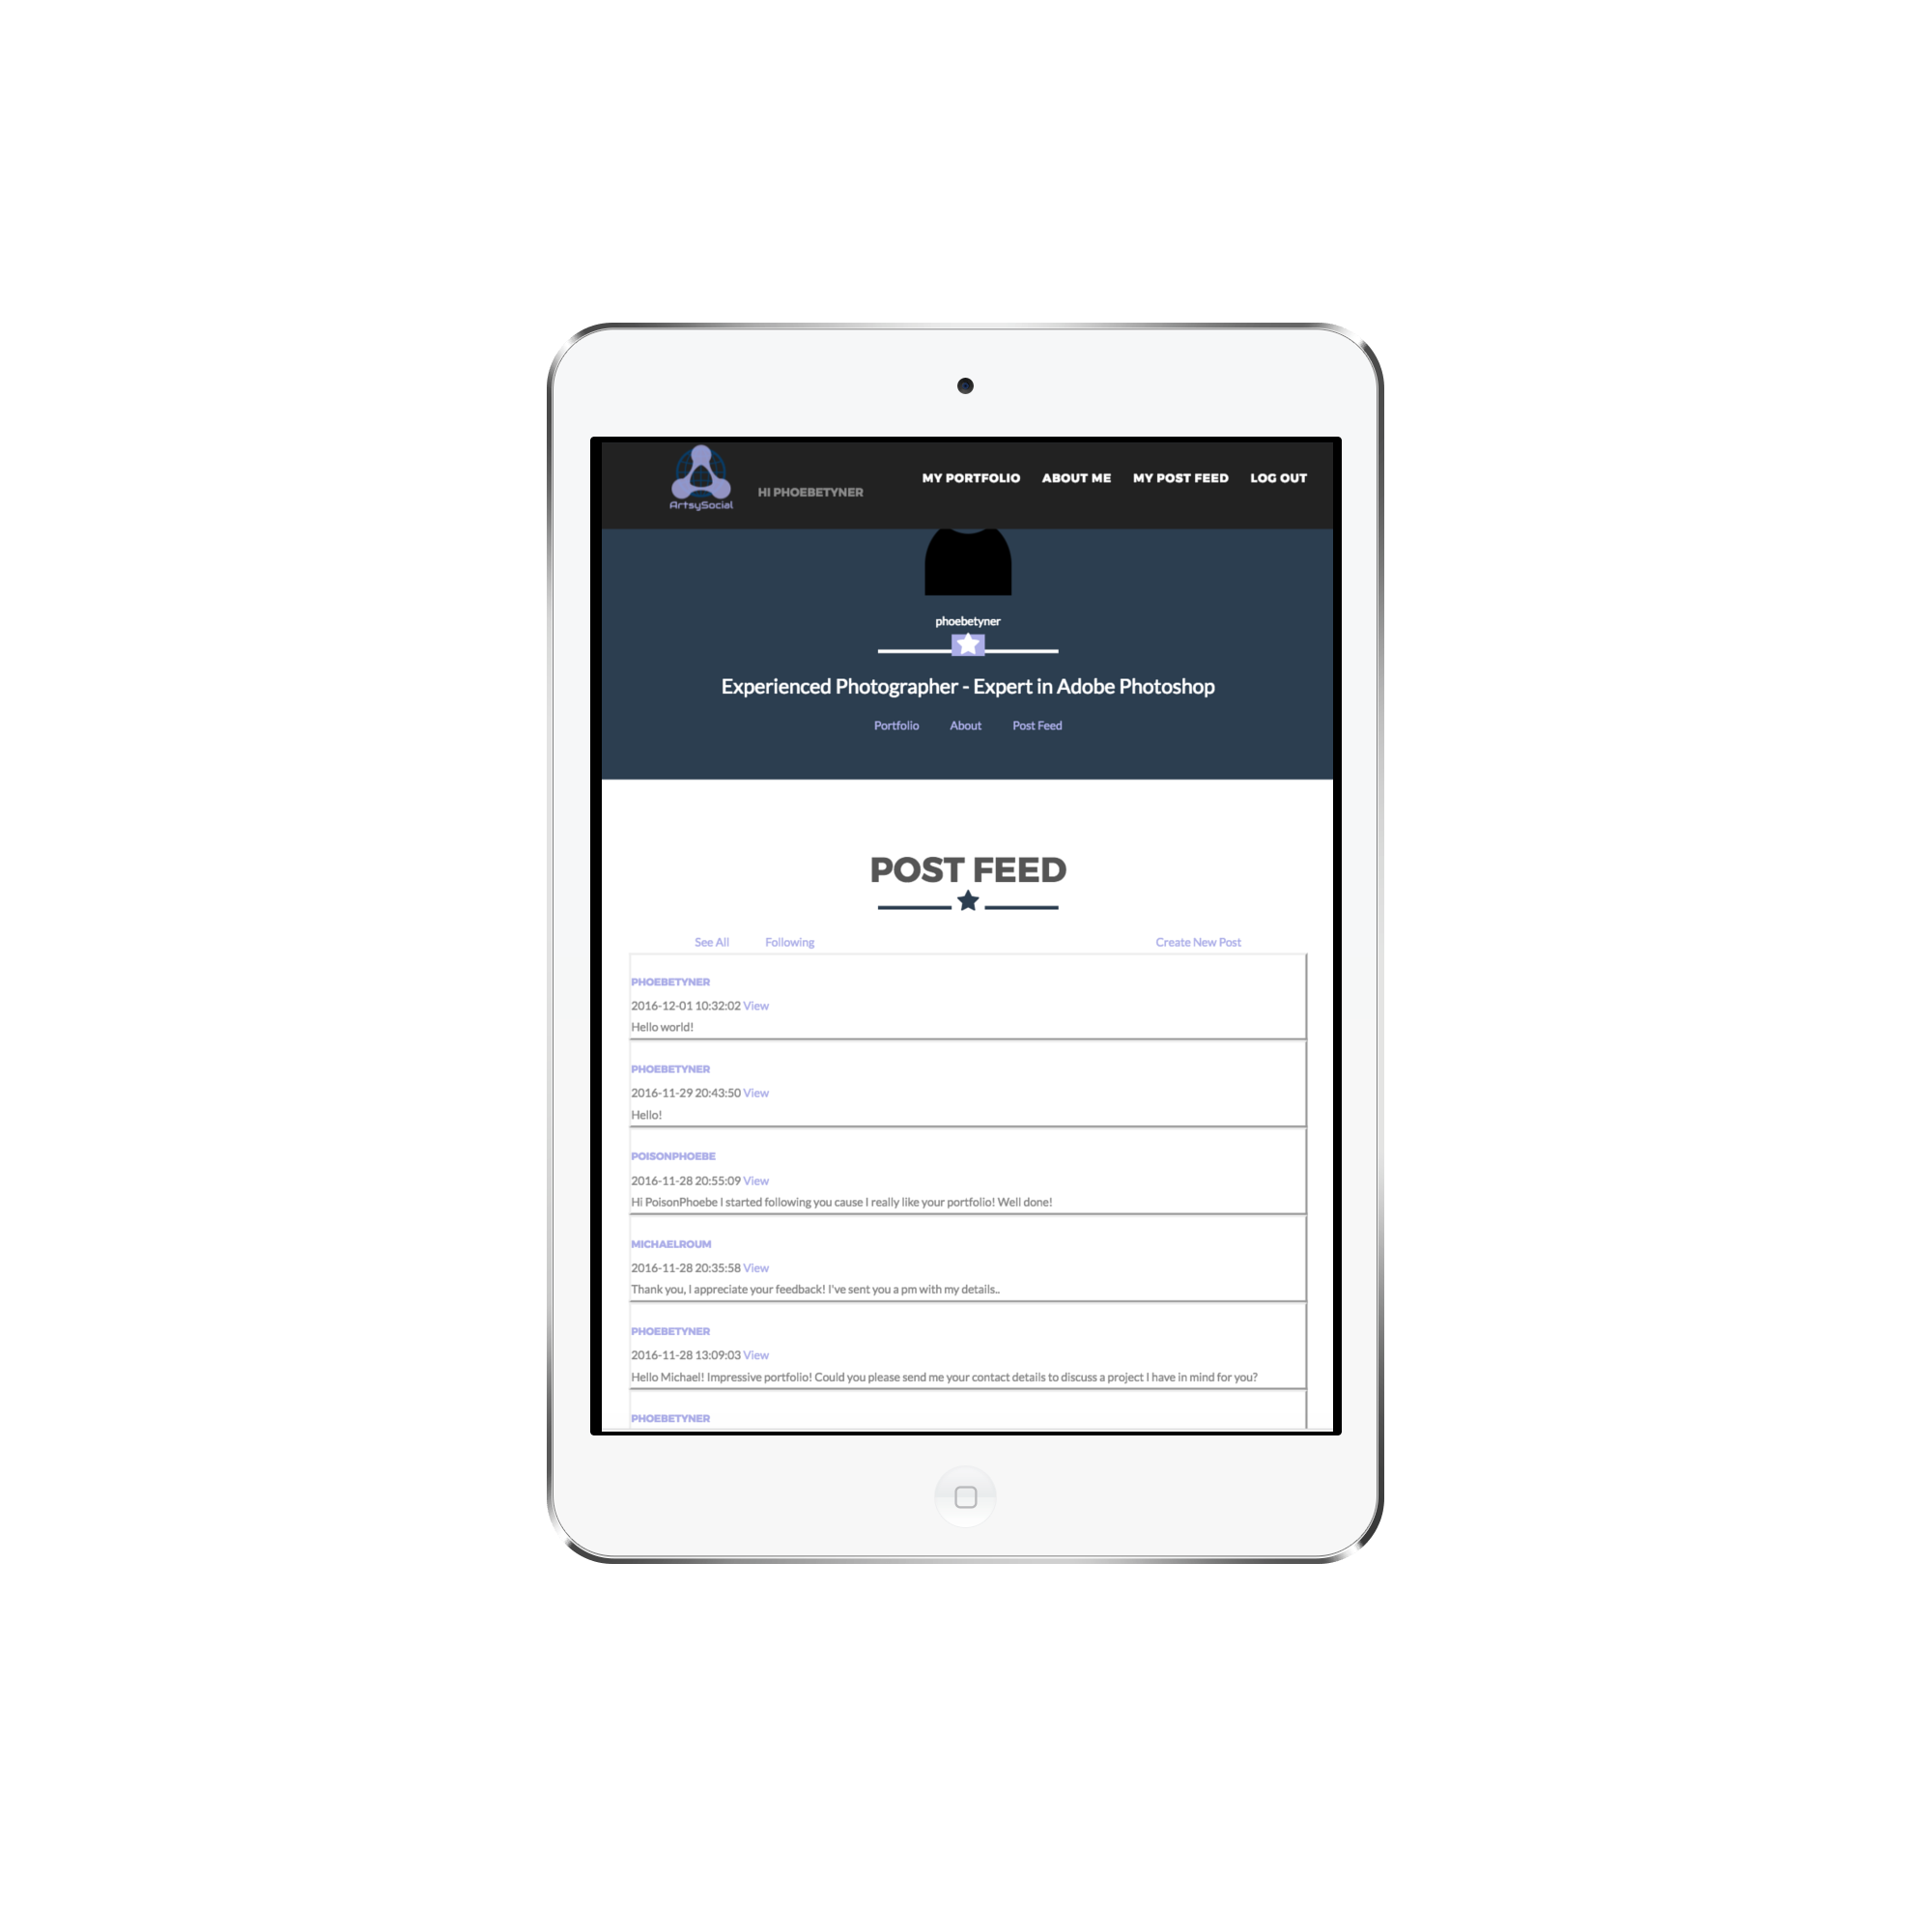 ArtsySocial
HI PHOEBETYNER
MY PORTFOLIO ABOUT ME MY POST FEED LOG OUT
phoebetyner
Experienced Photographer - Expert in Adobe Photoshop
Portfolio About Post Feed
POST FEED
See All Following Create New Post
PHOEBETYNER
2016-12-01 10:32:02 View
Hello world!
PHOEBETYNER
2016-11-29 20:43:50 View
Hello!
POISONPHOEBE
2016-11-28 20:55:09 View
Hi PoisonPhoebe I started following you cause I really like your portfolio! Well done!
MICHAELROUM
2016-11-28 20:35:58 View
Thank you, I appreciate your feedback! I've sent you a pm with my details..
PHOEBETYNER
2016-11-28 13:09:03 View
Hello Michael! Impressive portfolio! Could you please send me your contact details to discuss a project I have in mind for you?
PHOEBETYNER